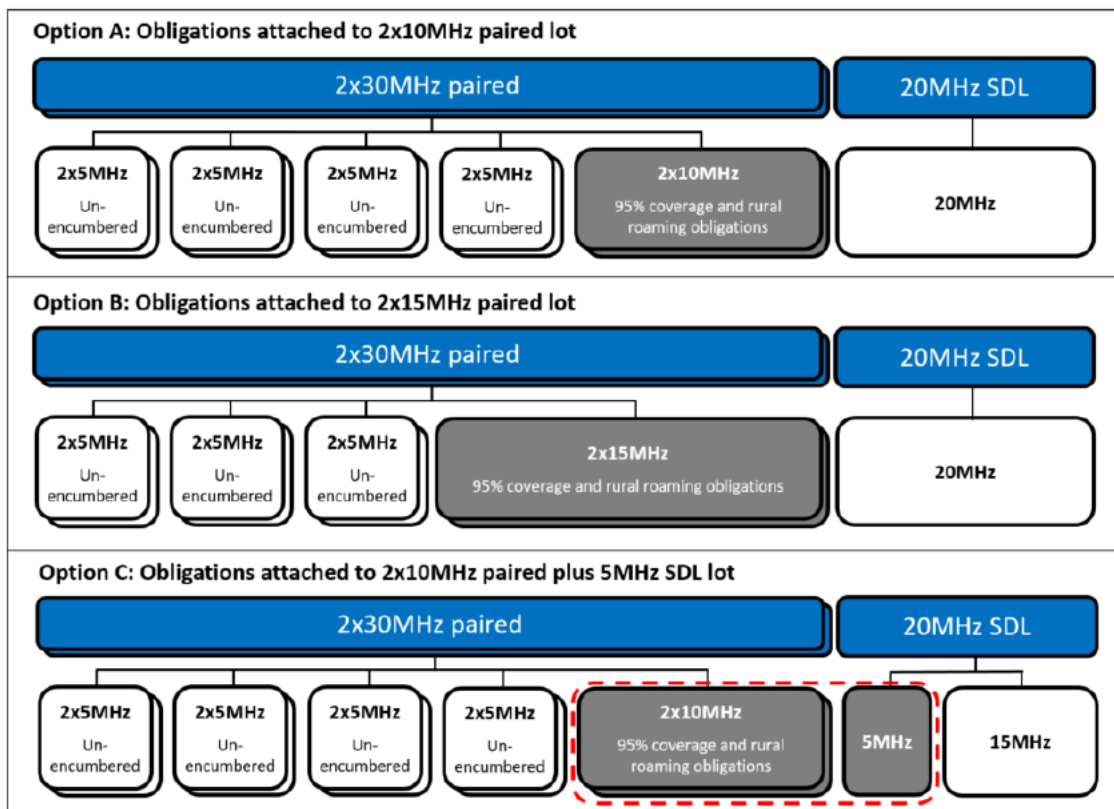 Option A: Obligations attached to 2x10MHz paired lot
2x30MHz paired
20MHz SDL
2x5MHz
Un-
encumbered
2x5MHz
Un-
encumbered
2x5MHz
Un-
encumbered
2x5MHz
Un-
encumbered
2x10MHz
95% coverage and rural
roaming obligations
20MHz
Option B: Obligations attached to 2x15MHz paired lot
2x30MHz paired
20MHz SDL
2x5MHz
Un-
encumbered
2x5MHz
Un-
encumbered
2x5MHz
Un-
encumbered
2x15MHz
95% coverage and rural roaming obligations
20MHz
Option C: Obligations attached to 2x10MHz paired plus 5MHz SDL lot
2x30MHz paired
20MHz SDL
2x5MHz
Un-
encumbered
2x5MHz
Un-
encumbered
2x5MHz
Un-
encumbered
2x5MHz
Un-
encumbered
2x10MHz
95% coverage and rural
roaming obligations
5MHz
15MHz